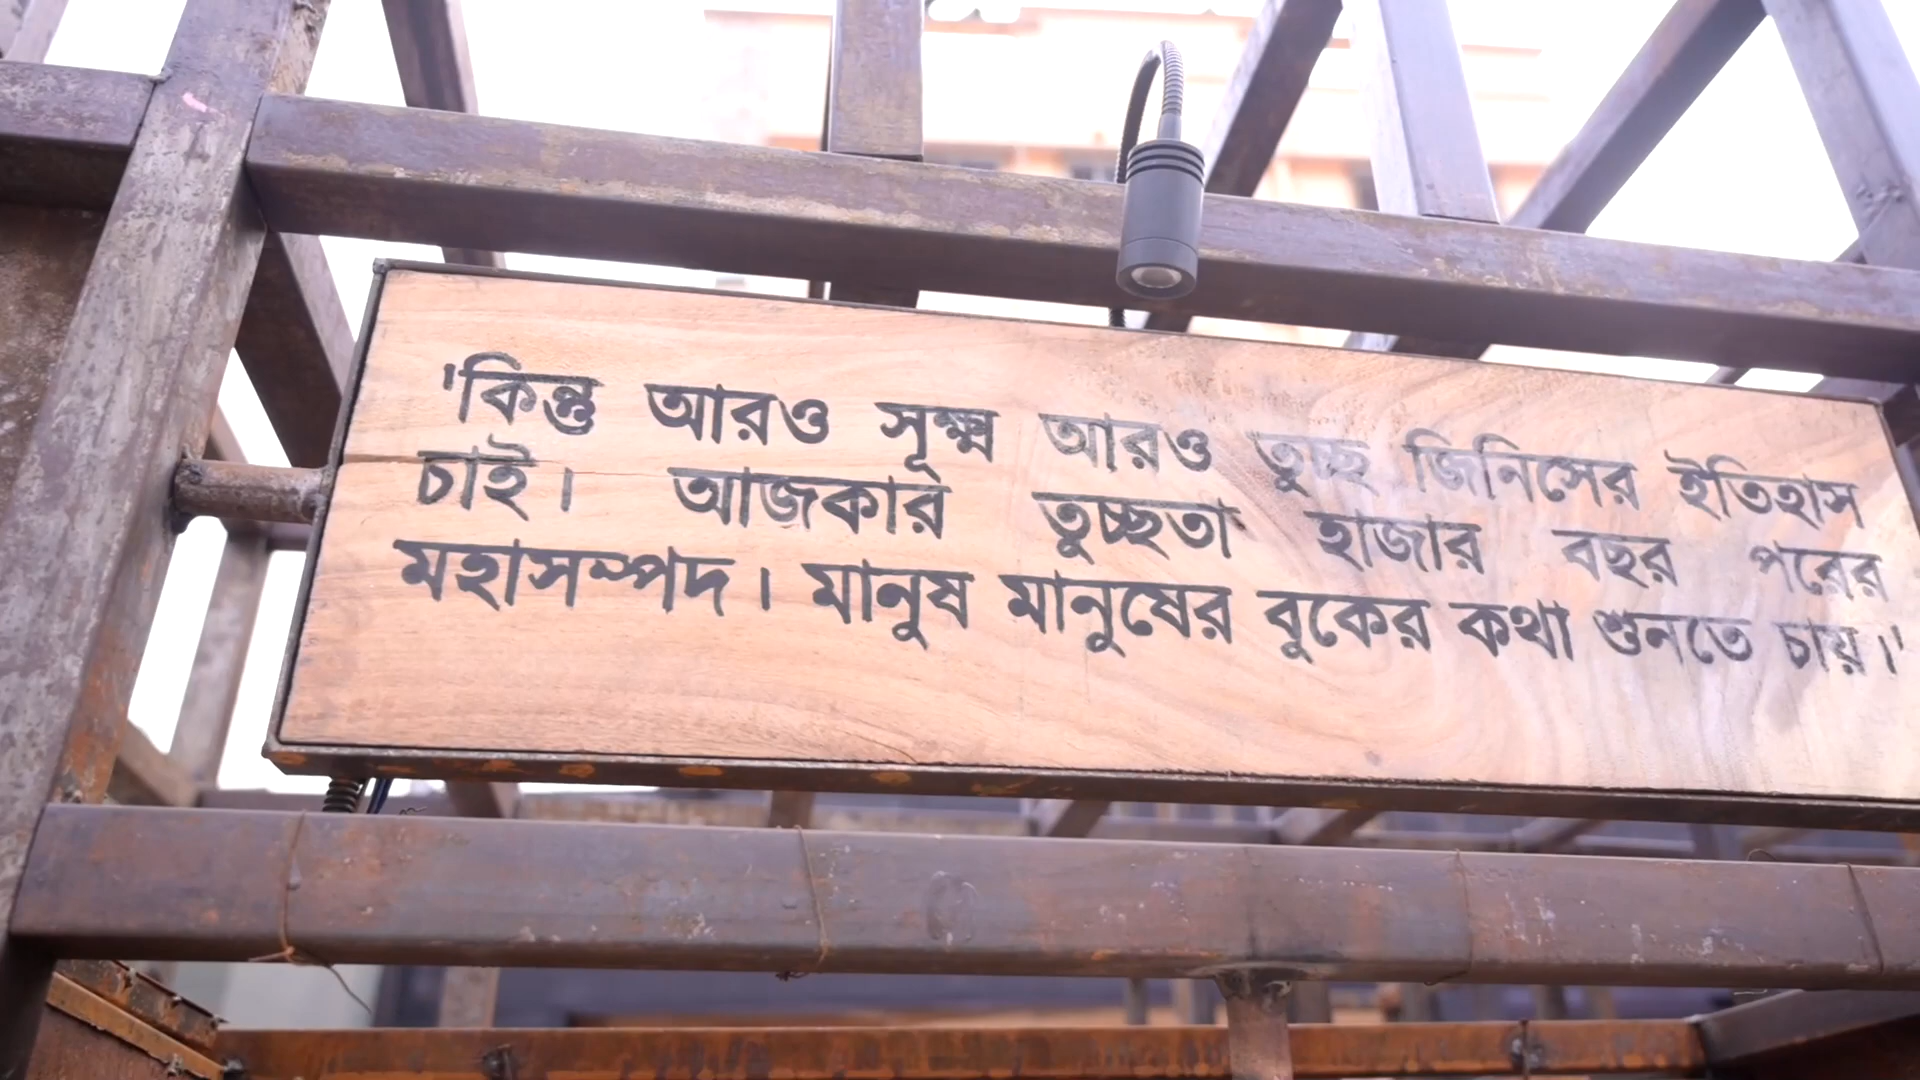 'কিন্তু আরও সূক্ষ্ম আরও তুচ্ছ জিনিসের ইতিহাস
চাই। আজকার তুচ্ছতা হাজার বছর পরের
মহাসম্পদ। মানুষ মানুষের বুকের কথা শুনতে চায়।'